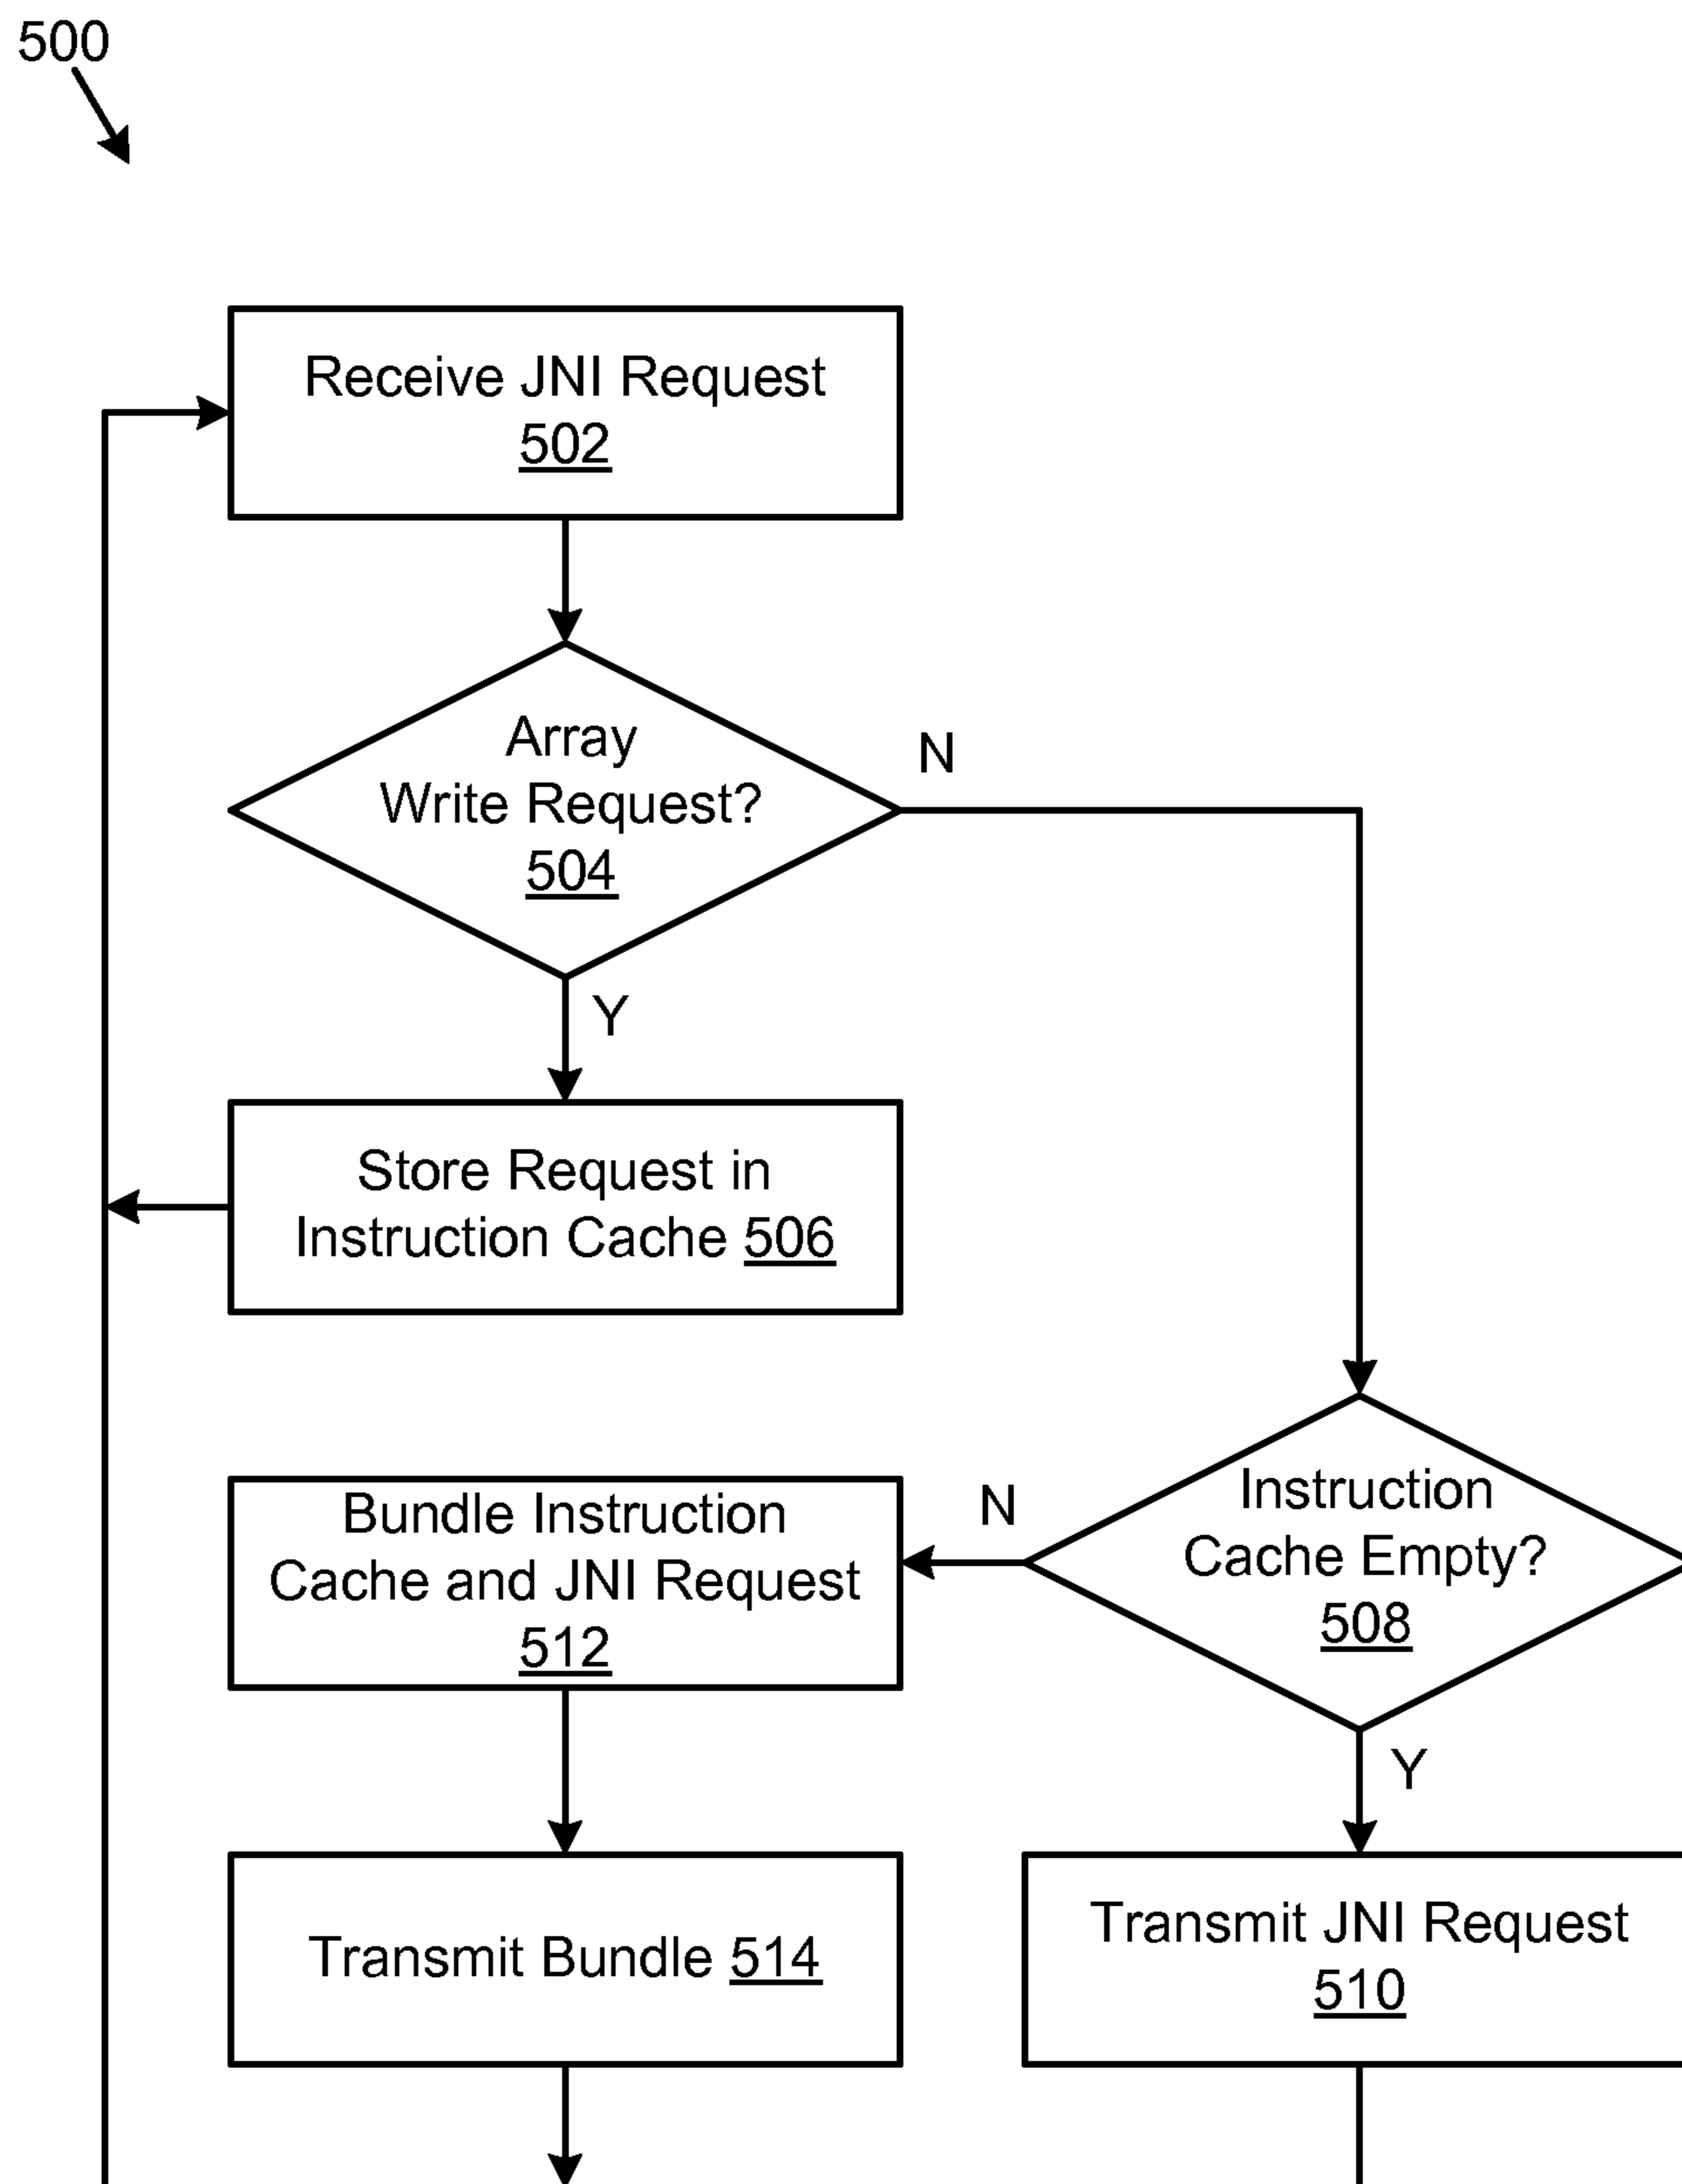 500
Receive JNI Request
502
Array
Write Request?
504
N
Y
Store Request in
Instruction Cache 506
Instruction
Cache Empty?
508
N
Y
Bundle Instruction
Cache and JNI Request
512
Transmit Bundle 514
Transmit JNI Request
510